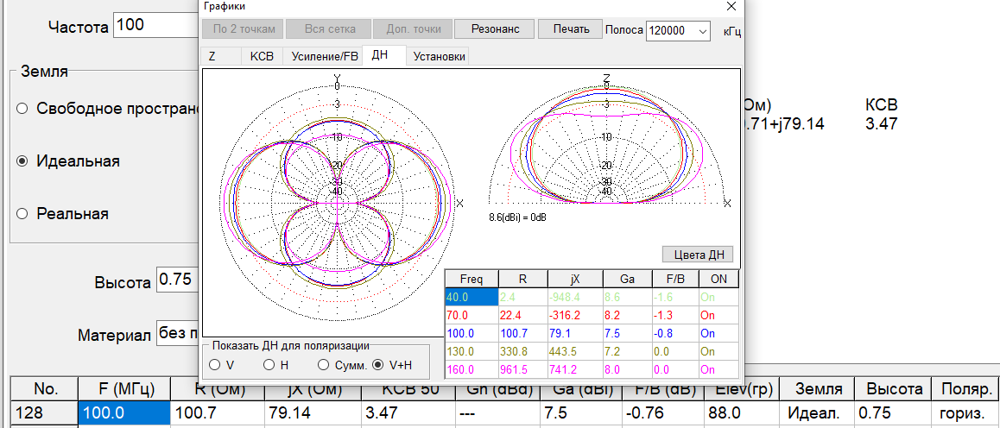 Графики
Частота 100
По 2 точкам Вся сетка Доп. точки Резонанс Печать Полоса 120000 кГц
Z КСВ Усиление/FB ДН Установки
Земля
Свободное простран
Идеальная
Реальная
Y
0
-3
-10
-20
-30
-40
X
Z
0
-3
-10
-20
-30
-40
X
8.6(dBi) = 0dB
Ом) КСВ
.71+j79.14 3.47
Высота 0.75
Материал без п
Цвета ДН
Freq R jX Ga F/B ON
40.0 2.4 -948.4 8.6 -1.6 On
70.0 22.4 -316.2 8.2 -1.3 On
100.0 100.7 79.1 7.5 -0.8 On
130.0 330.8 443.5 7.2 0.0 On
160.0 961.5 741.2 8.0 0.0 On
Показать ДН для поляризации
V H Сумм. V+H
No. F (МГц) R (Ом) jX (Ом) КСВ 50 Gh (dBd) Ga (dBi) F/B (dB) Elev(гр) Земля Высота Поляр.
128 100.0 100.7 79.14 3.47 --- 7.5 -0.76 88.0 Идеал. 0.75 гориз.